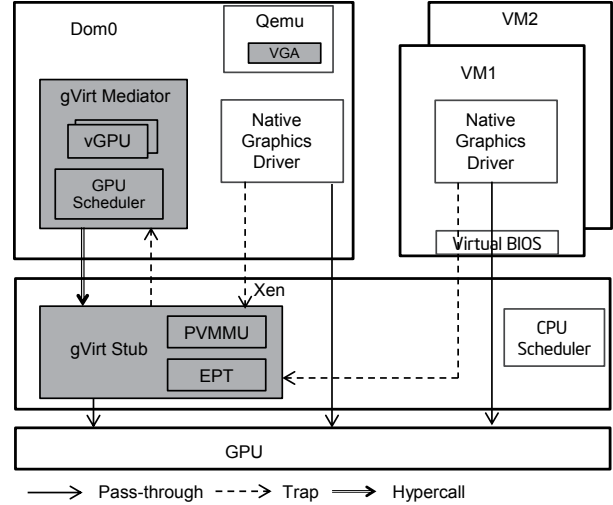 Dom0
Qemu
VGA
VM2
VM1
gVirt Mediator
vGPU
GPU
Scheduler
Native
Graphics
Driver
Native
Graphics
Driver
Virtual BIOS
Xen
gVirt Stub
PVMMU
EPT
CPU
Scheduler
GPU
Pass-through
Trap
Hypercall